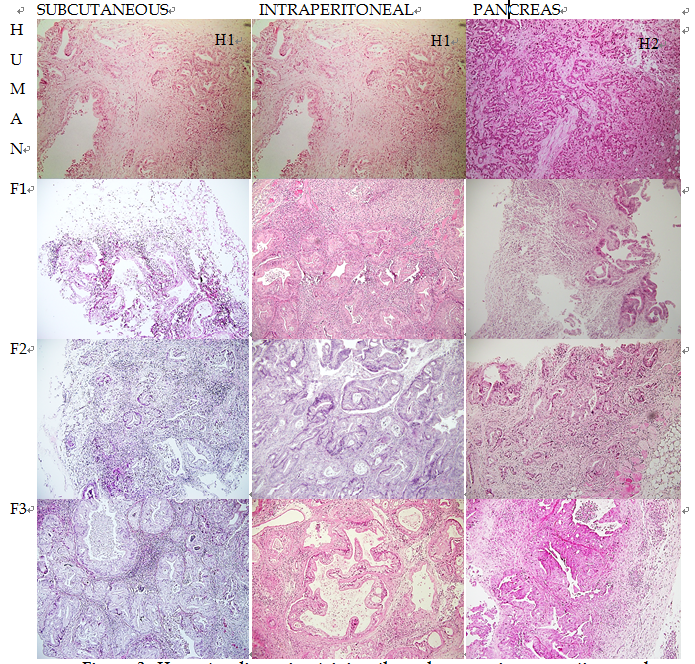 SUBCUTANEOUS INTRAPERITONEAL PANCREAS
H
U
M
A
N
H1 H1 H2
F1
F2
F3